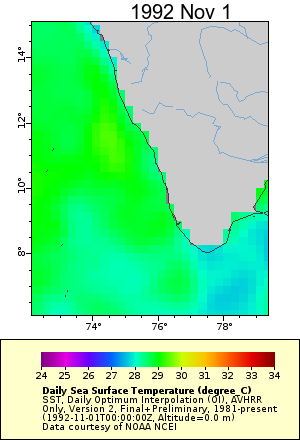 1992 Nov 1
14°
12°
10°
8°
74°
76°
78°
24 25 26 27 28 29 30 31 32 33 34
Daily Sea Surface Temperature (degree_C)
SST, Daily Optimum Interpolation (OI), AVHRR
Only, Version 2, Final+Preliminary, 1981-present
(1992-11-01T00:00:00Z, Altitude=0.0 m)
Data courtesy of NOAA NCEI